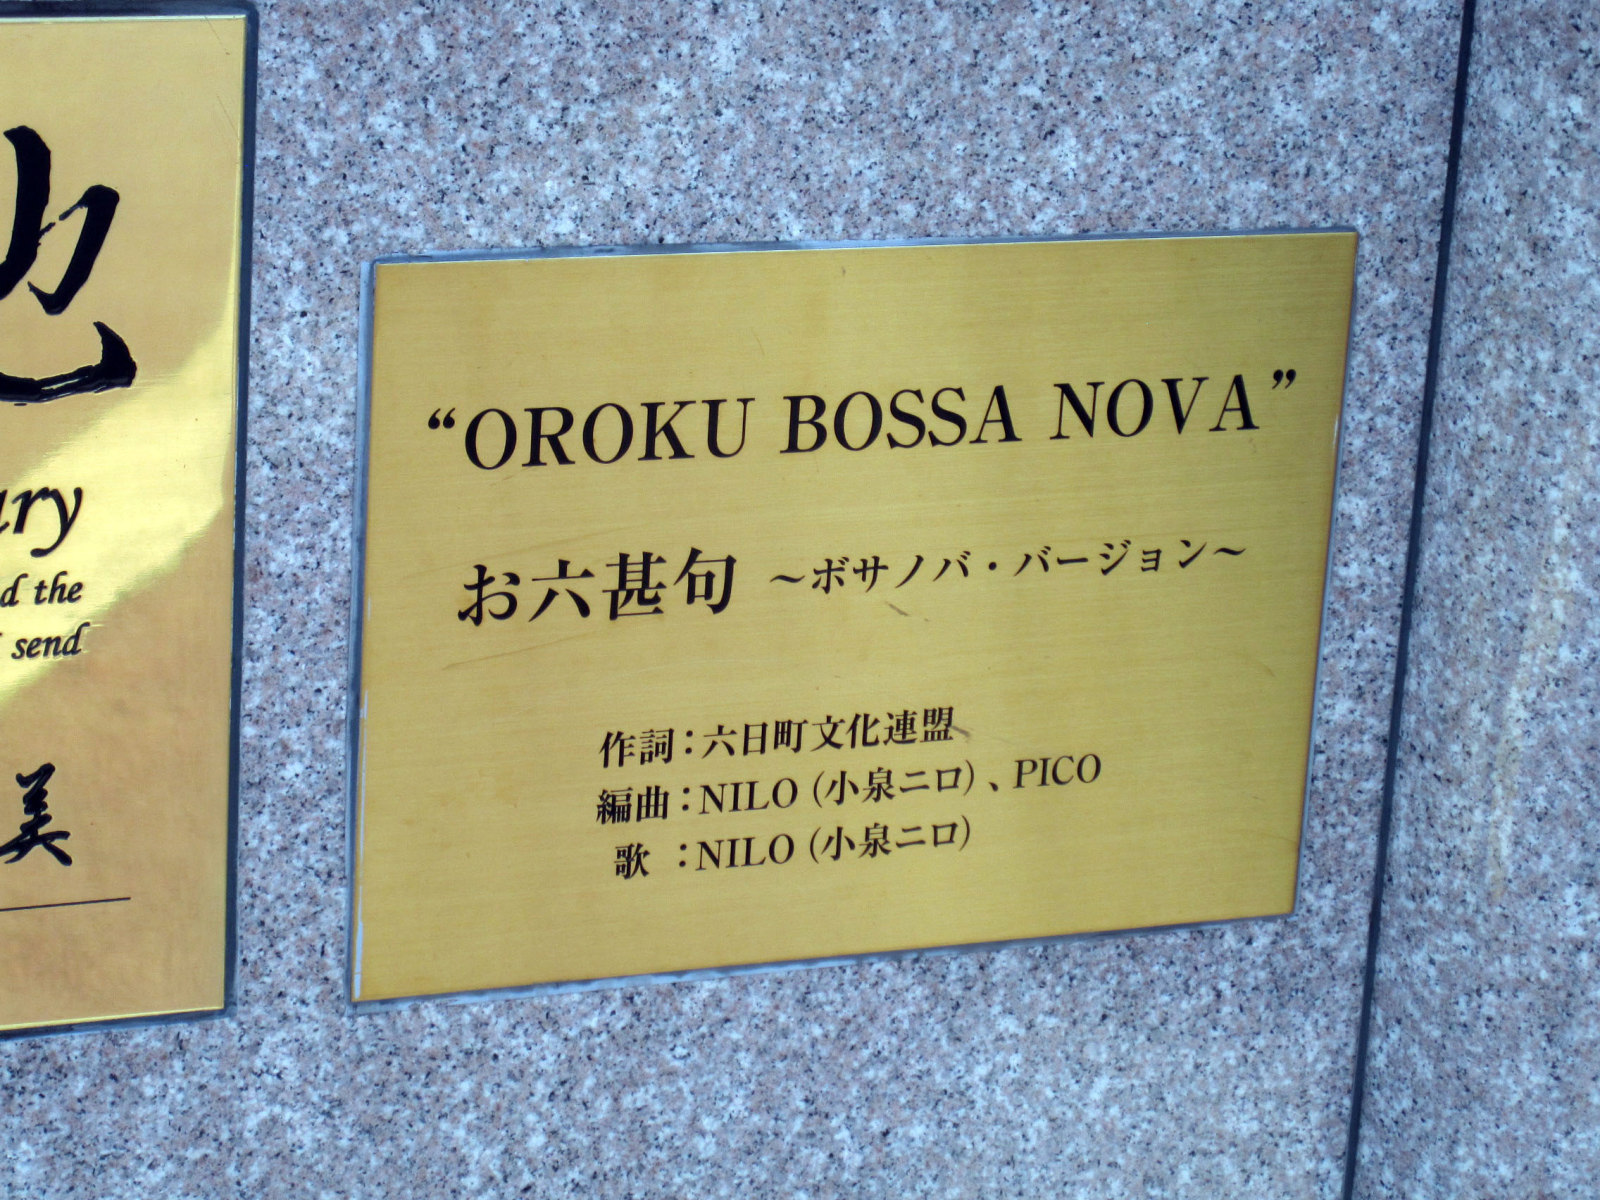 ary
d the
send
美
“OROKU BOSSA NOVA”
お六甚句 ～ボサノバ・バージョン～
作詞：六日町文化連盟
編曲：NILO (小泉ニロ) 、PICO
歌 ：NILO (小泉ニロ)